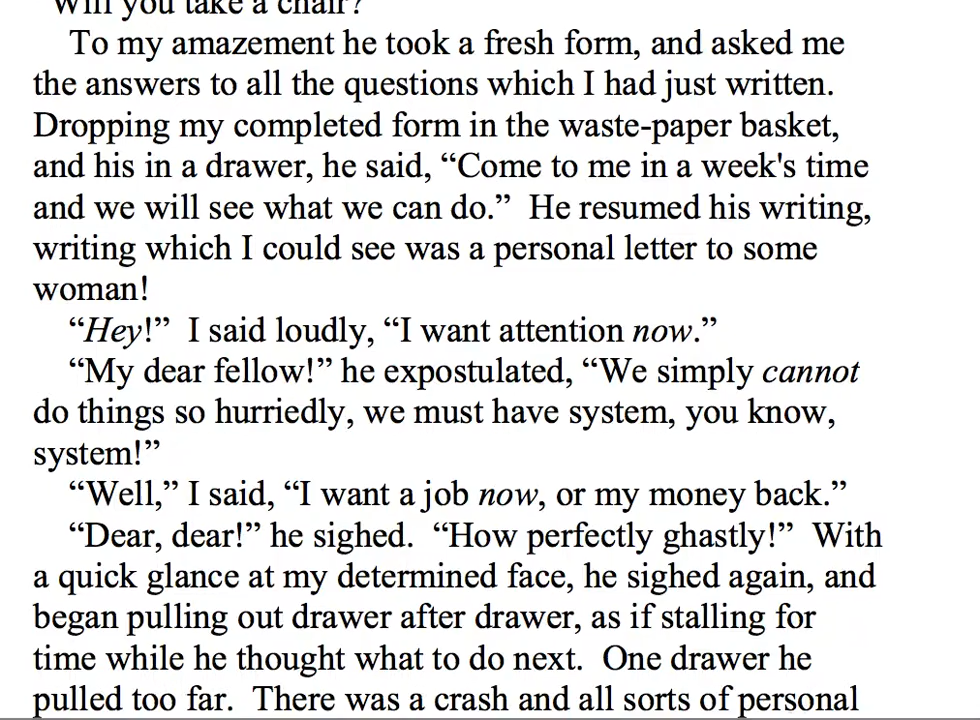 Will you take a chair?
To my amazement he took a fresh form, and asked me
the answers to all the questions which I had just written.
Dropping my completed form in the waste-paper basket,
and his in a drawer, he said, “Come to me in a week's time
and we will see what we can do.”  He resumed his writing,
writing which I could see was a personal letter to some
woman!
“Hey!”  I said loudly, “I want attention now.”
“My dear fellow!” he expostulated, “We simply cannot
do things so hurriedly, we must have system, you know,
system!”
“Well,” I said, “I want a job now, or my money back.”
“Dear, dear!” he sighed.  “How perfectly ghastly!”  With
a quick glance at my determined face, he sighed again, and
began pulling out drawer after drawer, as if stalling for
time while he thought what to do next.  One drawer he
pulled too far.  There was a crash and all sorts of personal